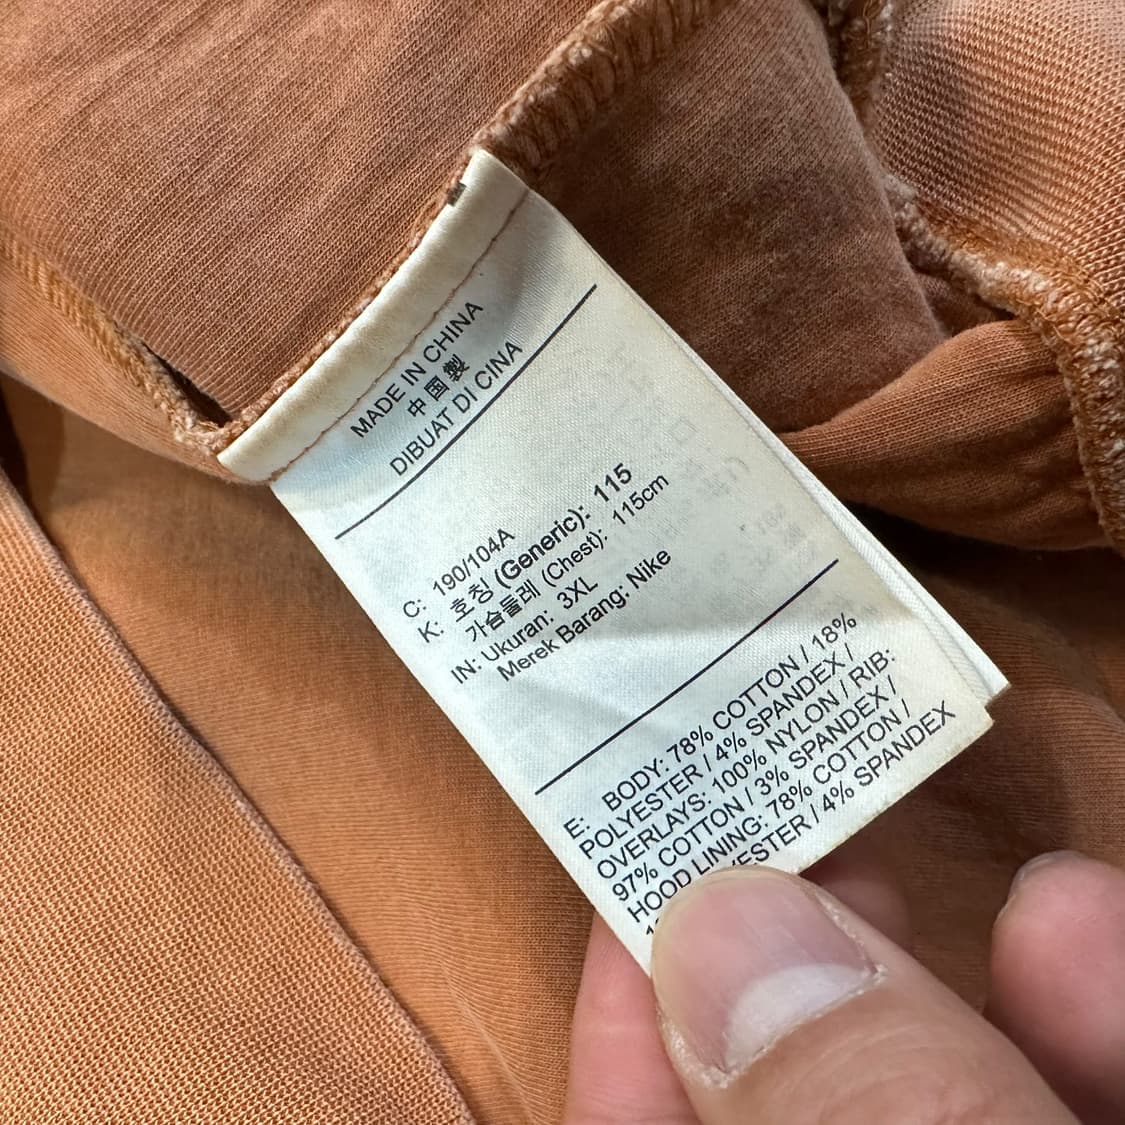 MADE IN CHINA
中国製
DIBUAT DI CINA
C: 190/104A
K: 호칭 (Generic): 115
가슴둘레 (Chest): 115cm
IN: Ukuran: 3XL
Merek Barang: Nike
E: BODY: 78% COTTON / 18%
POLYESTER / 4% SPANDEX /
OVERLAYS: 100% NYLON / RIB:
97% COTTON / 3% SPANDEX /
HOOD LINING: 78% COTTON /
ESTER / 4% SPANDEX